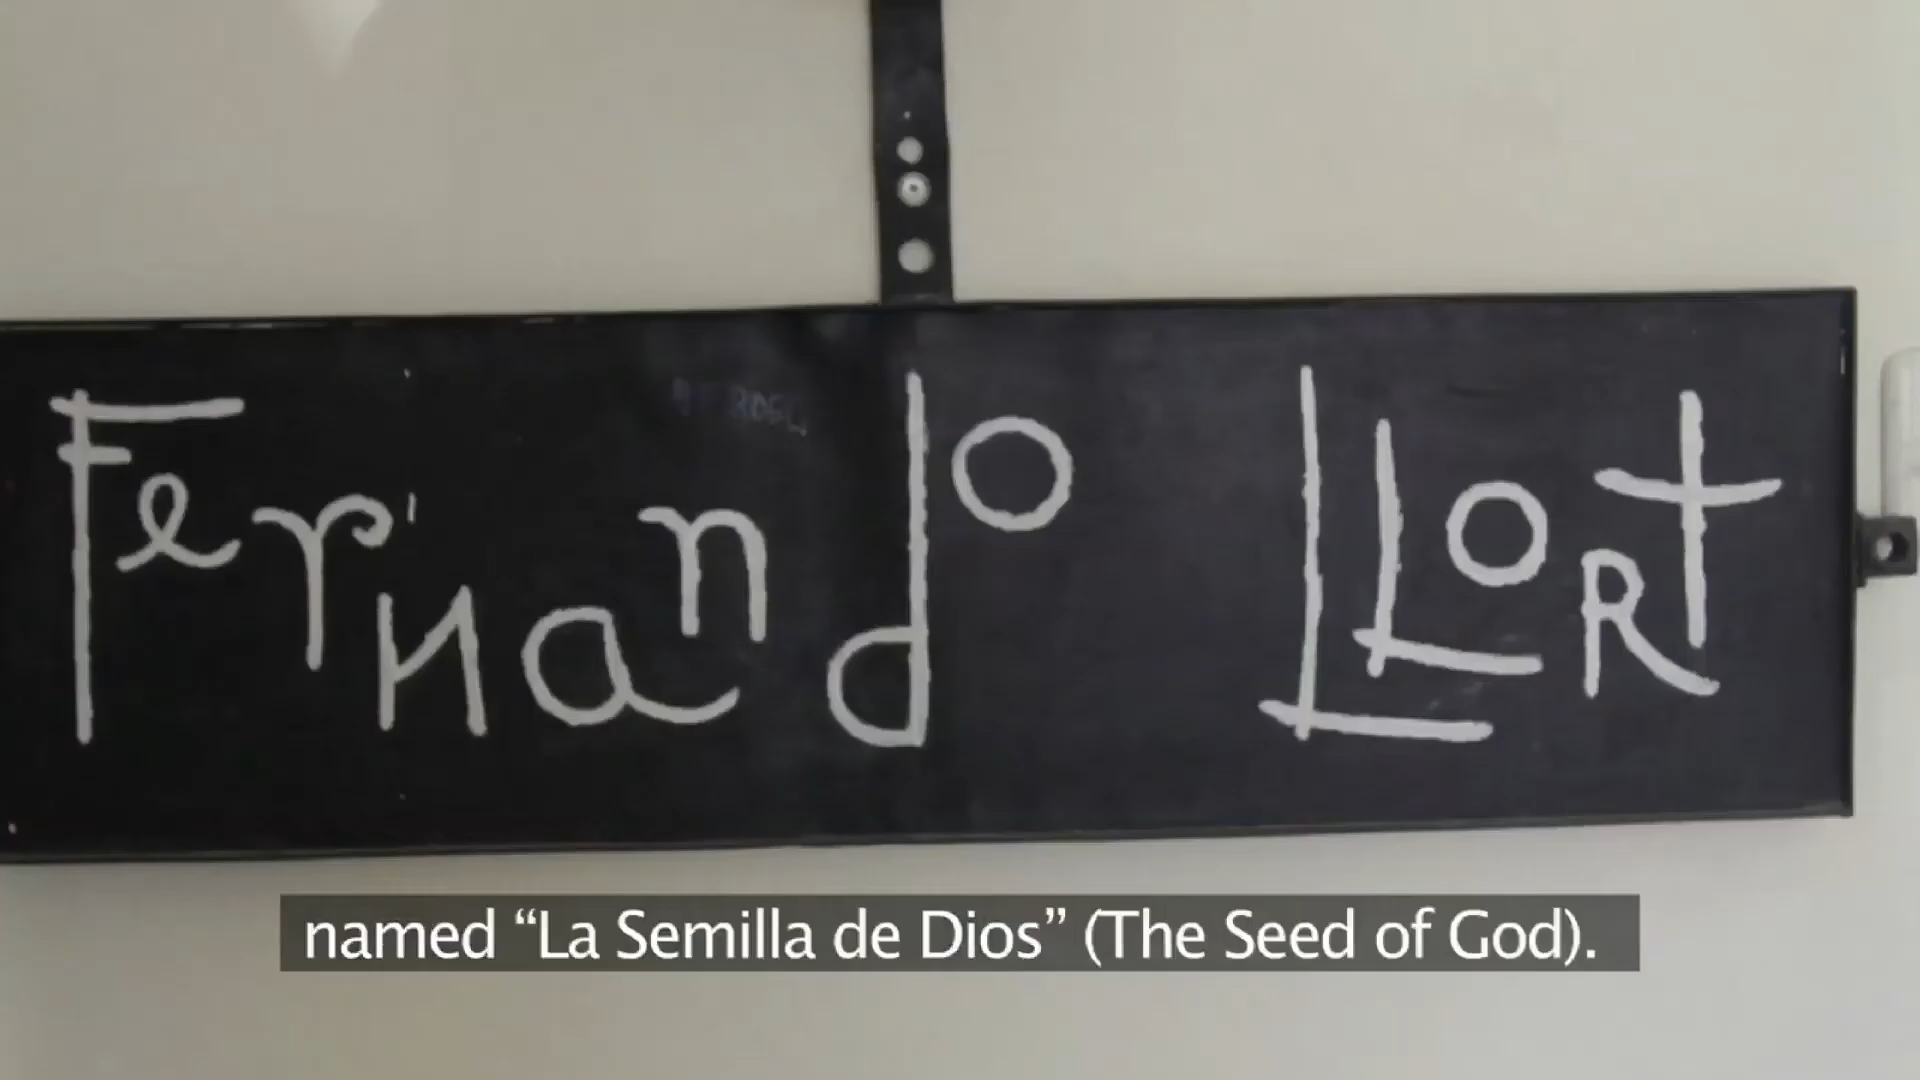 Fernando LLORt
named “La Semilla de Dios” (The Seed of God).